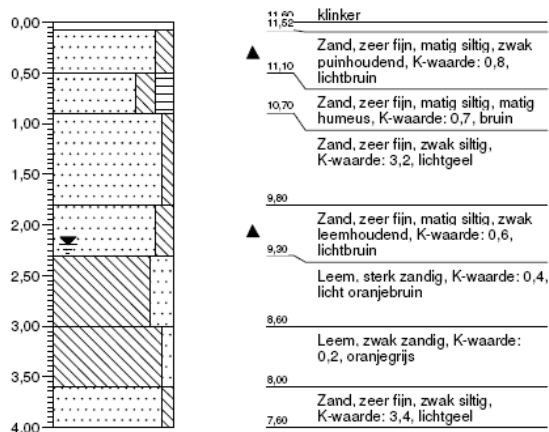 0,00
0,50
1,00
1,50
2,00
2,50
3,00
3,50
4,00
11,60
klinker
11,52
Zand, zeer fijn, matig siltig, zwak
puinhoudend, K-waarde: 0,8,
lichtbruin
11,10
Zand, zeer fijn, matig siltig, matig
humeus, K-waarde: 0,7, bruin
10,70
Zand, zeer fijn, zwak siltig,
K-waarde: 3,2, lichtgeel
9,80
Zand, zeer fijn, matig siltig, zwak
leemhoudend, K-waarde: 0,6,
lichtbruin
9,30
Leem, sterk zandig, K-waarde: 0,4,
licht oranjebruin
8,60
Leem, zwak zandig, K-waarde:
0,2, oranjegrijs
8,00
Zand, zeer fijn, zwak siltig,
K-waarde: 3,4, lichtgeel
7,60